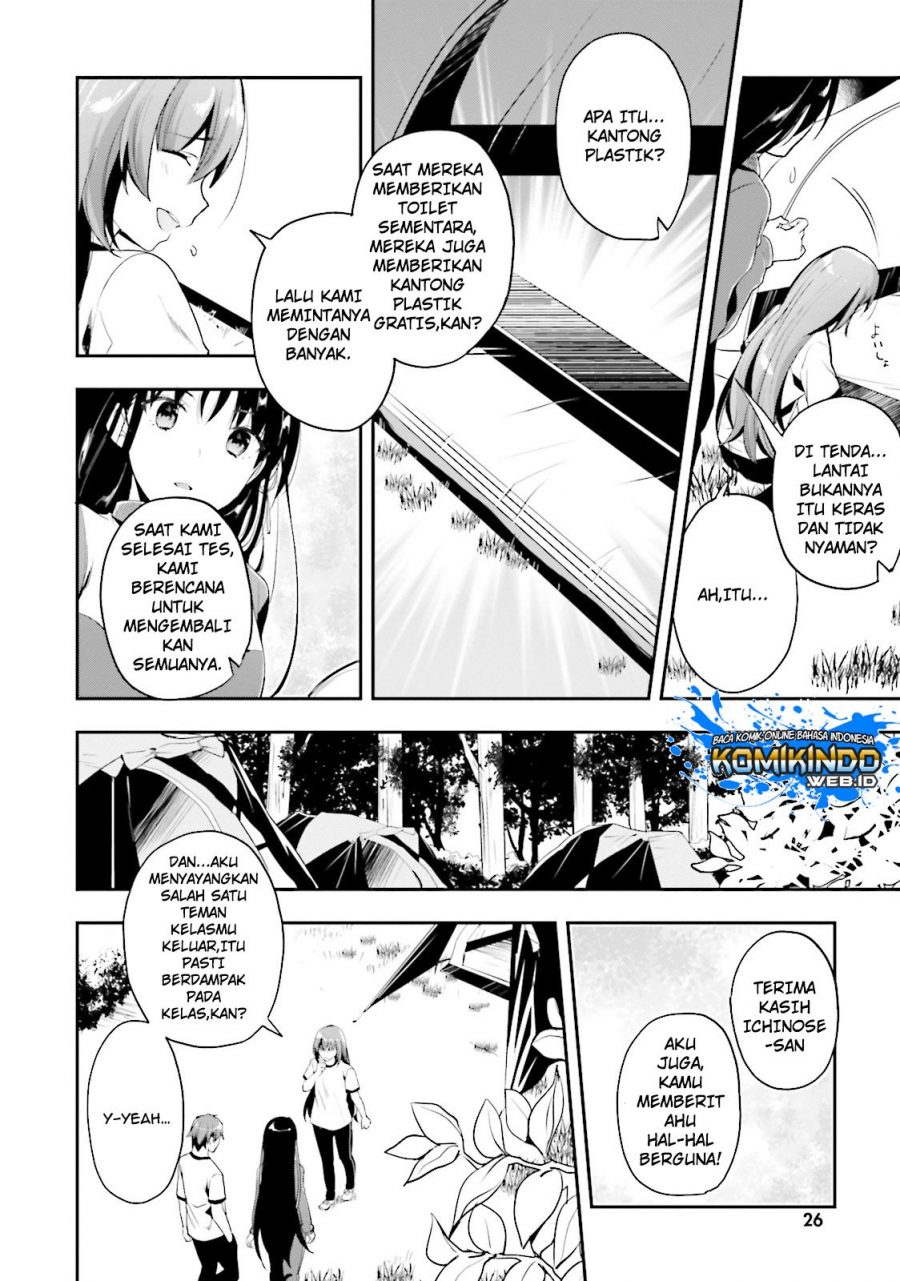 DI TENDA...
LANTAI
BUKANNYA
ITU KERAS
DAN TIDAK
NYAMAN?
AH,ITU...
APA ITU...
KANTONG
PLASTIK?
SAAT MEREKA
MEMBERIKAN
TOILET
SEMENTARA,
MEREKA JUGA
MEMBERIKAN
KANTONG
PLASTIK
GRATIS,KAN?
LALU KAMI
MEMINTANYA
DENGAN
BANYAK.
SAAT KAMI
SELESAI TES,
KAMI
BERENCANA
UNTUK
MENGEMBALI
KAN
SEMUANYA.
BACA KOMIK ONLINE BAHASA INDONESIA
KOMIKINDO
WEB.ID
TERIMA
KASIH
ICHINOSE
-SAN
AKU
JUGA,
KAMU
MEMBERIT
AHU
HAL-HAL
BERGUNA!
DAN...AKU
MENYAYANGKAN
SALAH SATU
TEMAN
KELASMU
KELUAR,ITU
PASTI
BERDAMPAK
PADA
KELAS,KAN?
Y-YEAH...
26